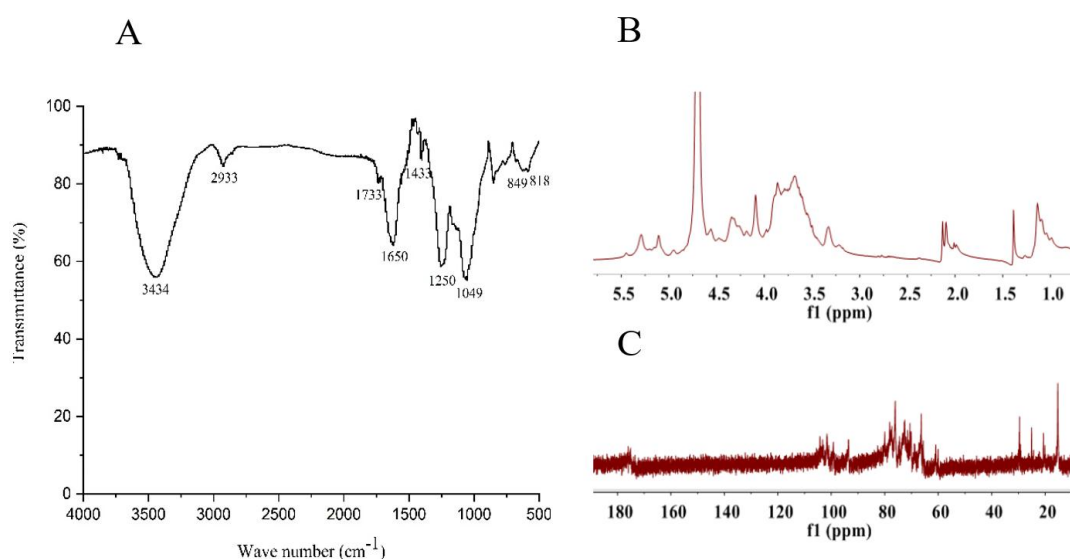 A
100
80
60
40
20
0
Transmittance (%)
2933
3434
1733
1650
1433
1250
1049
849 818
4000 3000 2000 1500 1000 500
Wave number (cm⁻¹)
B
5.5 5.0 4.5 4.0 3.5 3.0 2.5 2.0 1.5 1.0
f1 (ppm)
C
180 160 140 120 100 80 60 40 20
f1 (ppm)